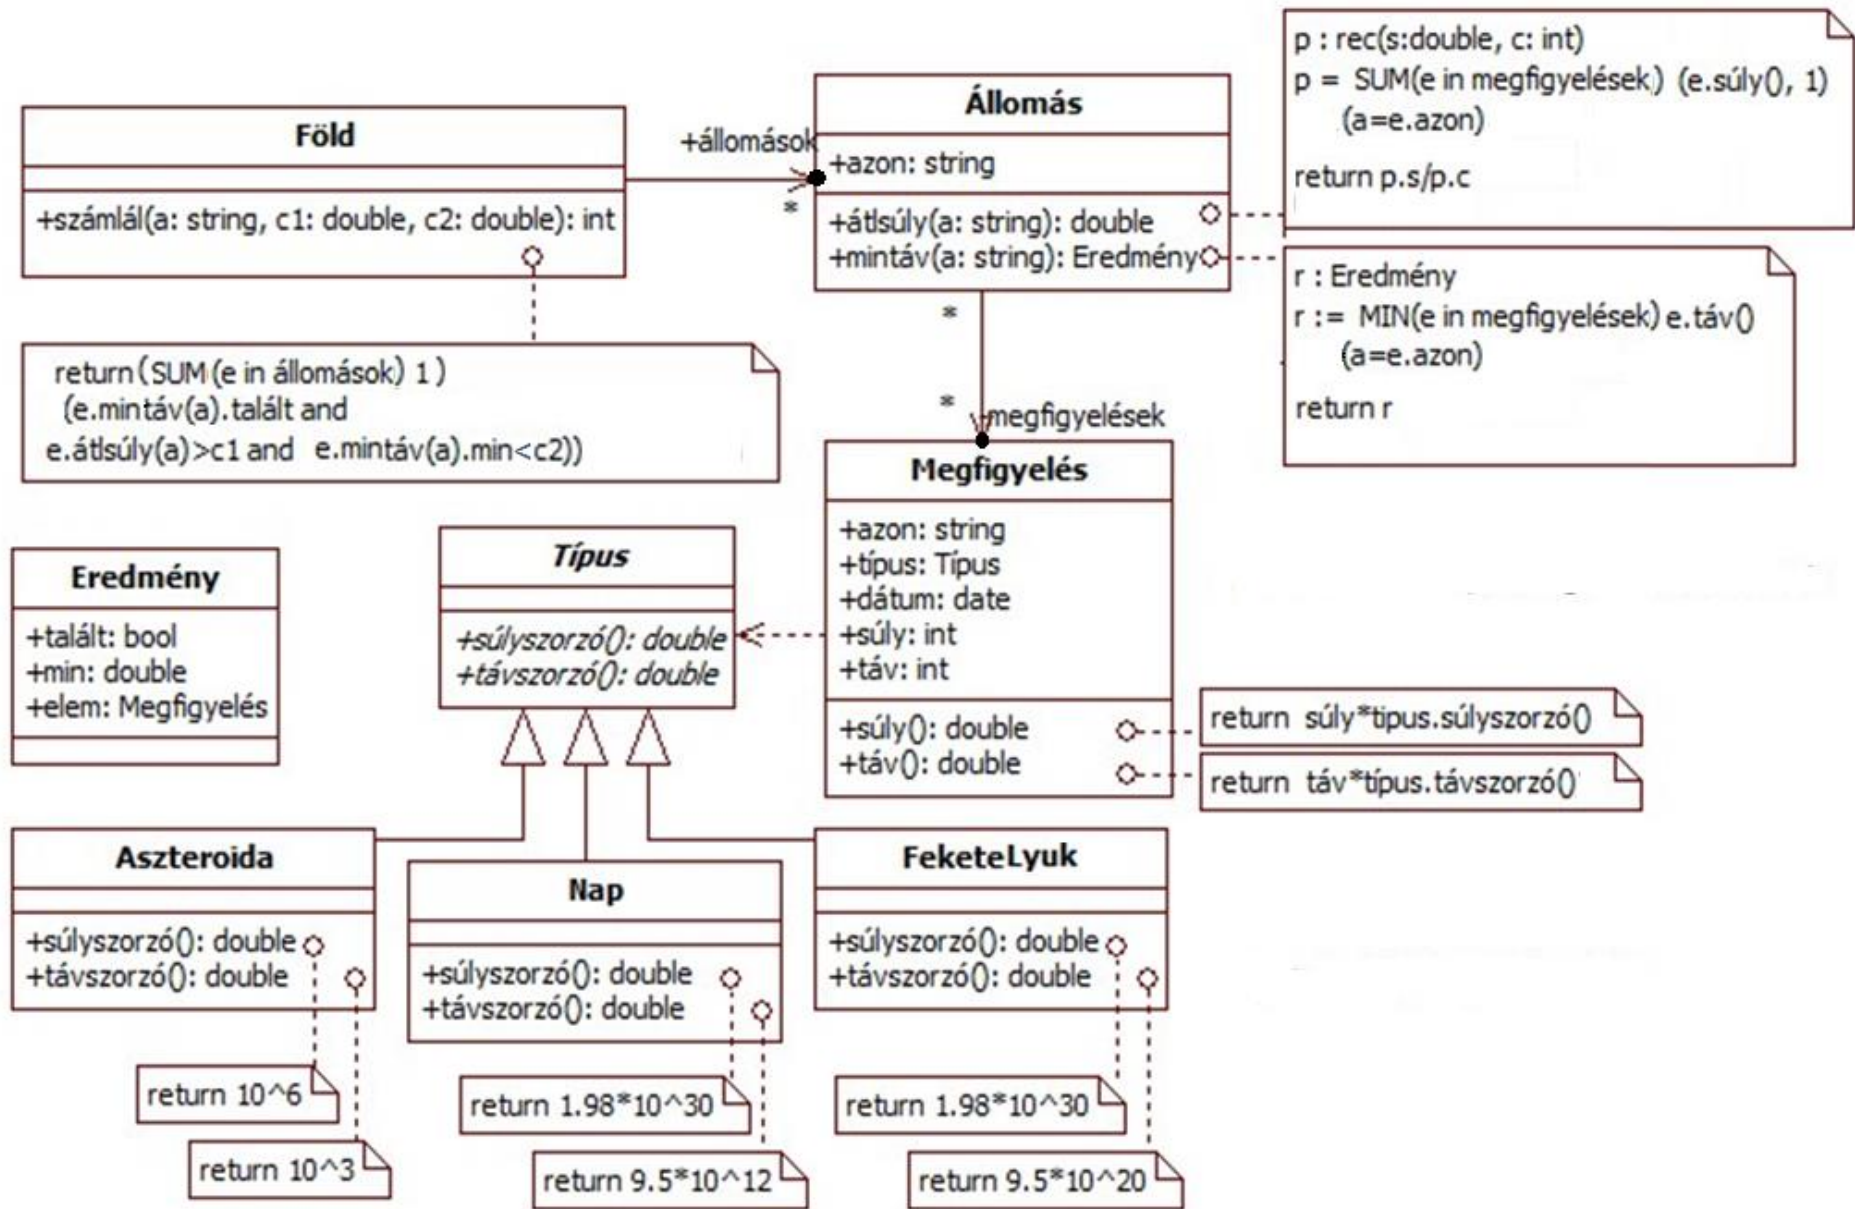 Föld
+számlál(a: string, c1: double, c2: double): int
return(SUM(e in állomások) 1 )
(e.mintáv(a).talált and
e.átlsúly(a)>c1 and e.mintáv(a).min<c2))
+állomások
*
Állomás
+azon: string
+átlsúly(a: string): double
+mintáv(a: string): Eredmény
p : rec(s:double, c: int)
p = SUM(e in megfigyelések) (e.súly(), 1)
(a=e.azon)
return p.s/p.c
r : Eredmény
r := MIN(e in megfigyelések) e.táv()
(a=e.azon)
return r
*
*
megfigyelések
Megfigyelés
+azon: string
+típus: Típus
+dátum: date
+súly: int
+táv: int
+súly(): double
+táv(): double
return súly*tipus.súlyszorzó()
return táv*típus.távszorzó()
Eredmény
+talált: bool
+min: double
+elem: Megfigyelés
Típus
+súlyszorzó(): double
+távszorzó(): double
Aszteroida
+súlyszorzó(): double
+távszorzó(): double
return 10^6
return 10^3
Nap
+súlyszorzó(): double
+távszorzó(): double
return 1.98*10^30
return 9.5*10^12
FeketeLyuk
+súlyszorzó(): double
+távszorzó(): double
return 1.98*10^30
return 9.5*10^20